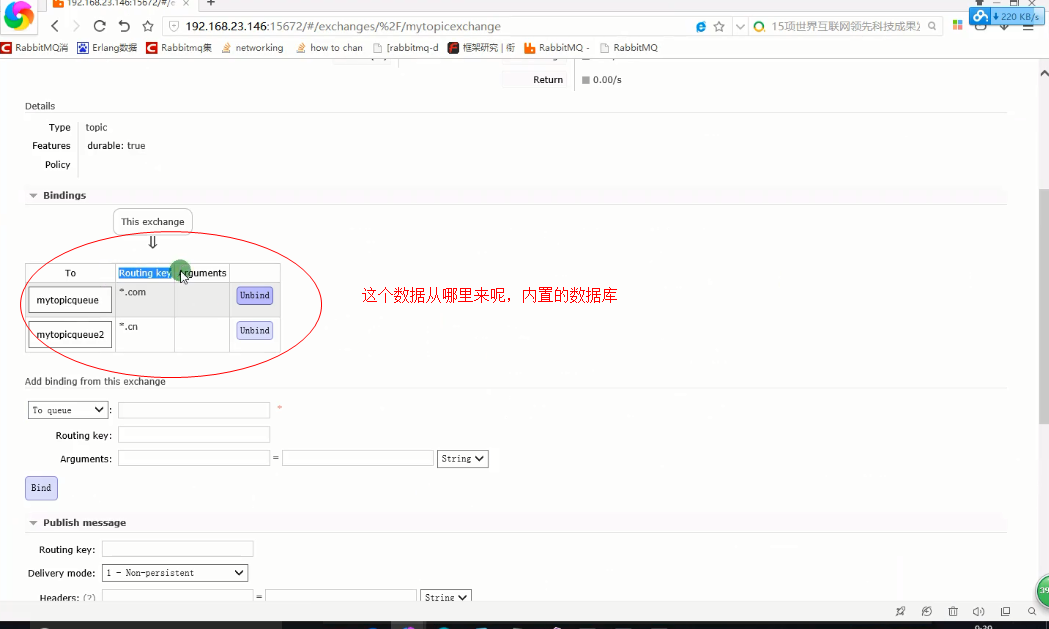 192.168.23.146:15672/#/e
192.168.23.146:15672/#/exchanges/%2F/mytopicexchange
15项世界互联网领先科技成果发
220 KB/s
RabbitMQ消 Erlang数据 Rabbitmq集 networking how to chan [rabbitmq-d 框架研究 | 衔 RabbitMQ - RabbitMQ
Return 0.00/s
Details
Type topic
Features durable: true
Policy
Bindings
This exchange
⇓
To Routing key Arguments
mytopicqueue *.com Unbind
这个数据从哪里来呢，内置的数据库
mytopicqueue2 *.cn Unbind
Add binding from this exchange
To queue : *
Routing key:
Arguments: = String
Bind
Publish message
Routing key:
Delivery mode: 1 - Non-persistent
39
Headers: (?) = String